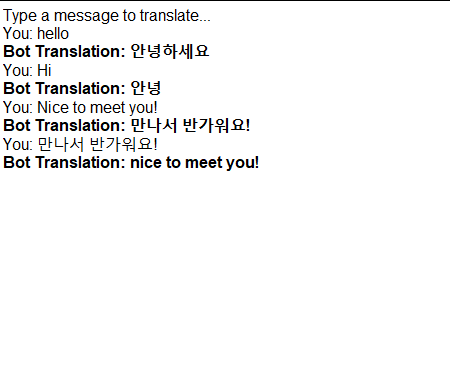 Type a message to translate...
You: hello
Bot Translation: 안녕하세요
You: Hi
Bot Translation: 안녕
You: Nice to meet you!
Bot Translation: 만나서 반가워요!
You: 만나서 반가워요!
Bot Translation: nice to meet you!